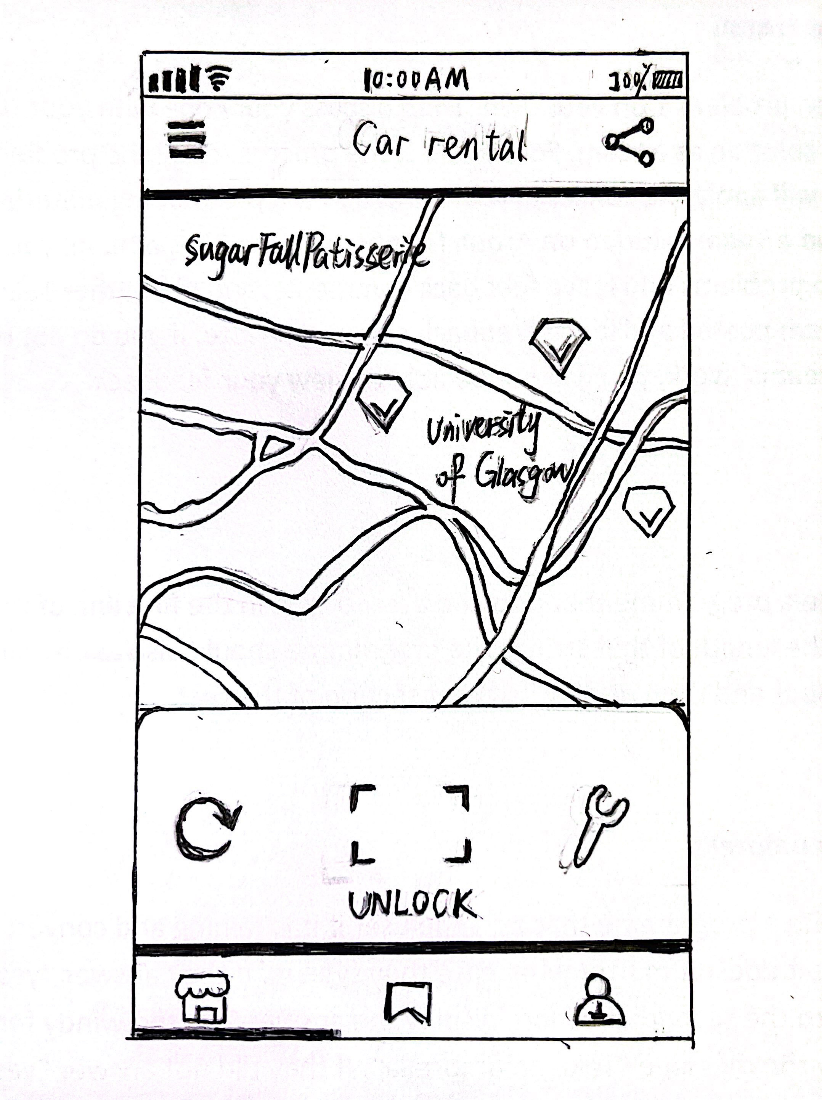 10:00AM 100%
Car rental
SugarFallPatisserie
University
of Glasgow
UNLOCK